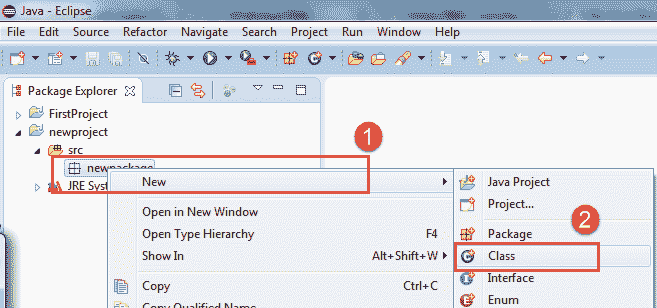 Java - Eclipse
File Edit Source Refactor Navigate Search Project Run Window Help
Package Explorer
1
FirstProject
newproject
src
newpackage
JRE Syst
New
Java Project
Project...
2
Open in New Window
Package
Open Type Hierarchy F4
Class
Show In Alt+Shift+W
Interface
Copy Ctrl+C
Enum
Copy Qualified Name